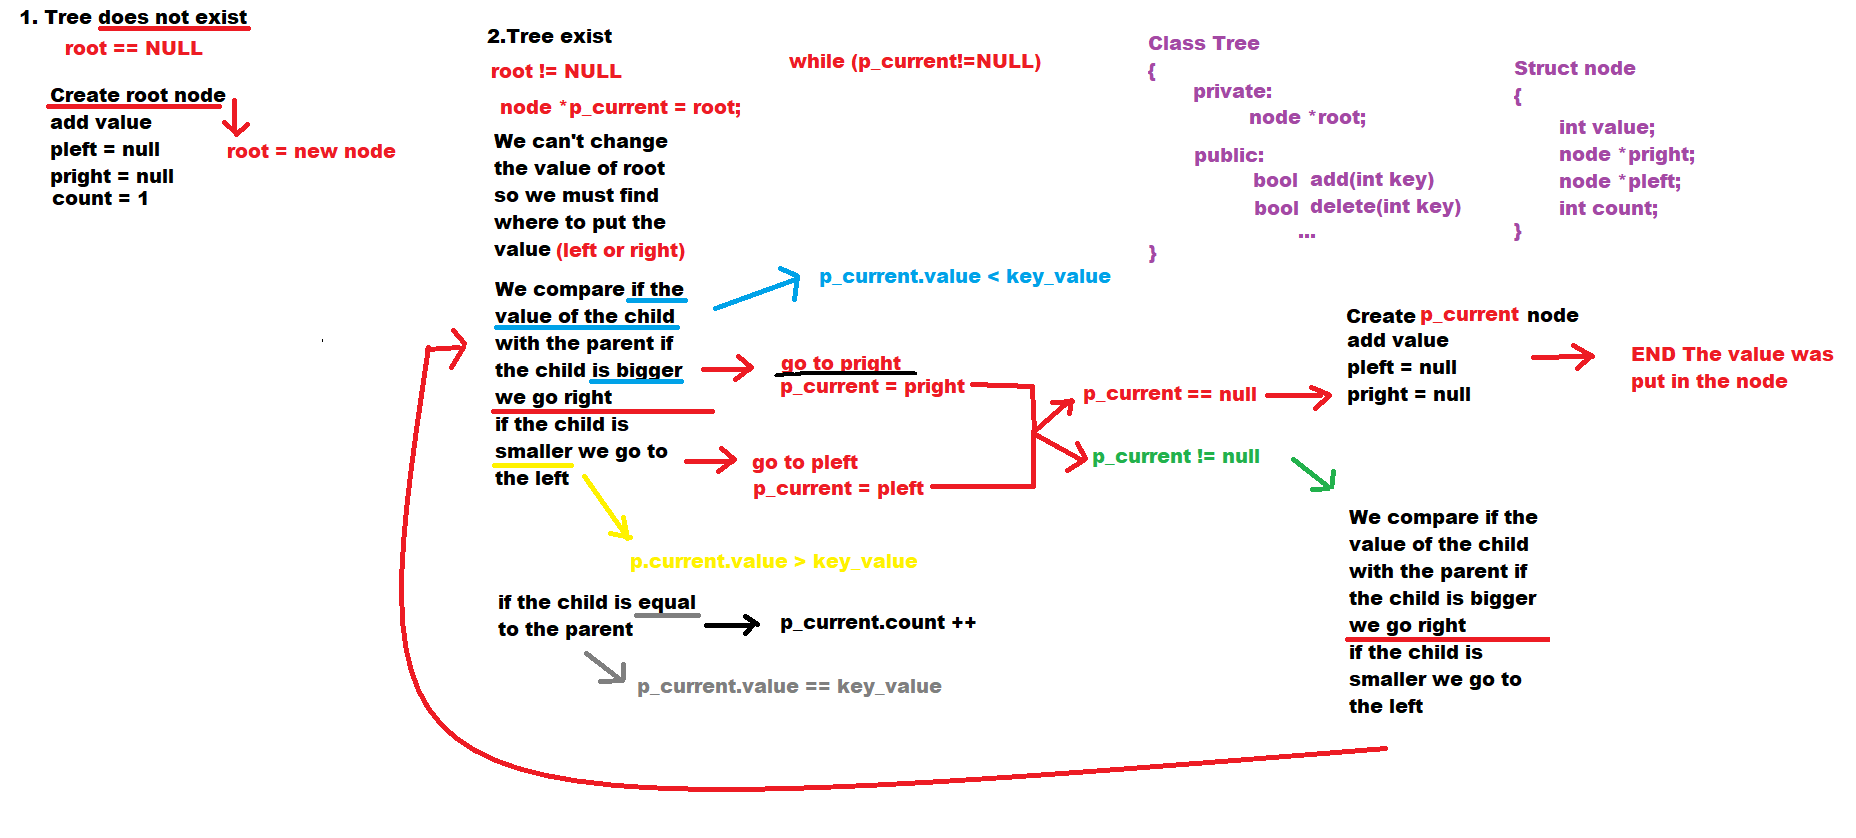 1. Tree does not exist
root == NULL
Create root node
add value
pleft = null
pright = null
count = 1
root = new node
2.Tree exist
root != NULL
node *p_current = root;
We can't change
the value of root
so we must find
where to put the
value (left or right)
while (p_current!=NULL)
We compare if the
value of the child
with the parent if
the child is bigger
we go right
if the child is
smaller we go to
the left
p_current.value < key_value
go to pright
p_current = pright
go to pleft
p_current = pleft
p.current.value > key_value
if the child is equal
to the parent
p_current.count ++
p_current.value == key_value
p_current == null
p_current != null
Class Tree
{
private:
node *root;
public:
bool add(int key)
bool delete(int key)
...
}
Struct node
{
int value;
node *pright;
node *pleft;
int count;
}
Create p_current node
add value
pleft = null
pright = null
END The value was
put in the node
We compare if the
value of the child
with the parent if
the child is bigger
we go right
if the child is
smaller we go to
the left